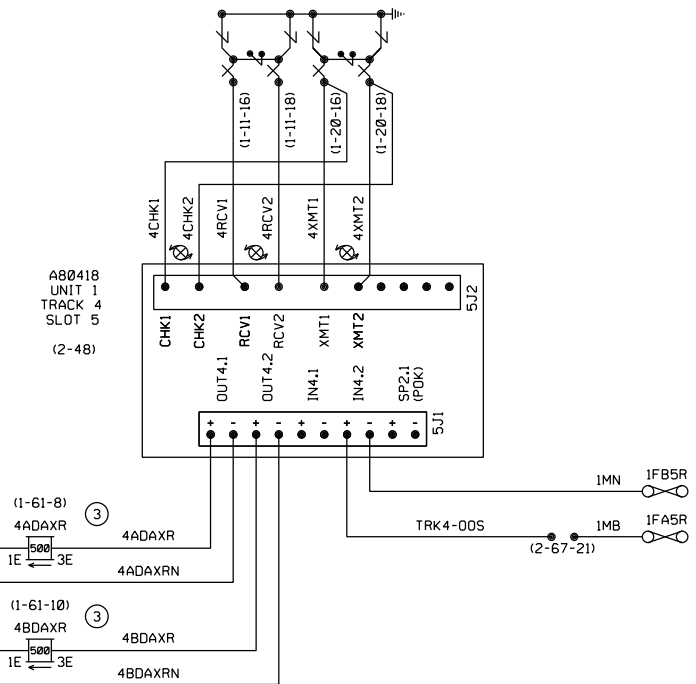 (1-11-16)
(1-11-18)
(1-20-16)
(1-20-18)
4CHK1
4CHK2
4RCV1
4RCV2
4XMT1
4XMT2
A80418
UNIT 1
TRACK 4
SLOT 5
(2-48)
5J2
CHK1
CHK2
RCV1
RCV2
XMT1
XMT2
OUT4.1
OUT4.2
IN4.1
IN4.2
SP2.1
(POK)
+ - + - + - + - + -
5J1
(1-61-8)
3
4ADAXR
500
1E 3E
4ADAXR
4ADAXRN
(1-61-10)
3
4BDAXR
500
1E 3E
4BDAXR
4BDAXRN
1MN
1FB5R
TRK4-00S
(2-67-21)
1MB
1FA5R